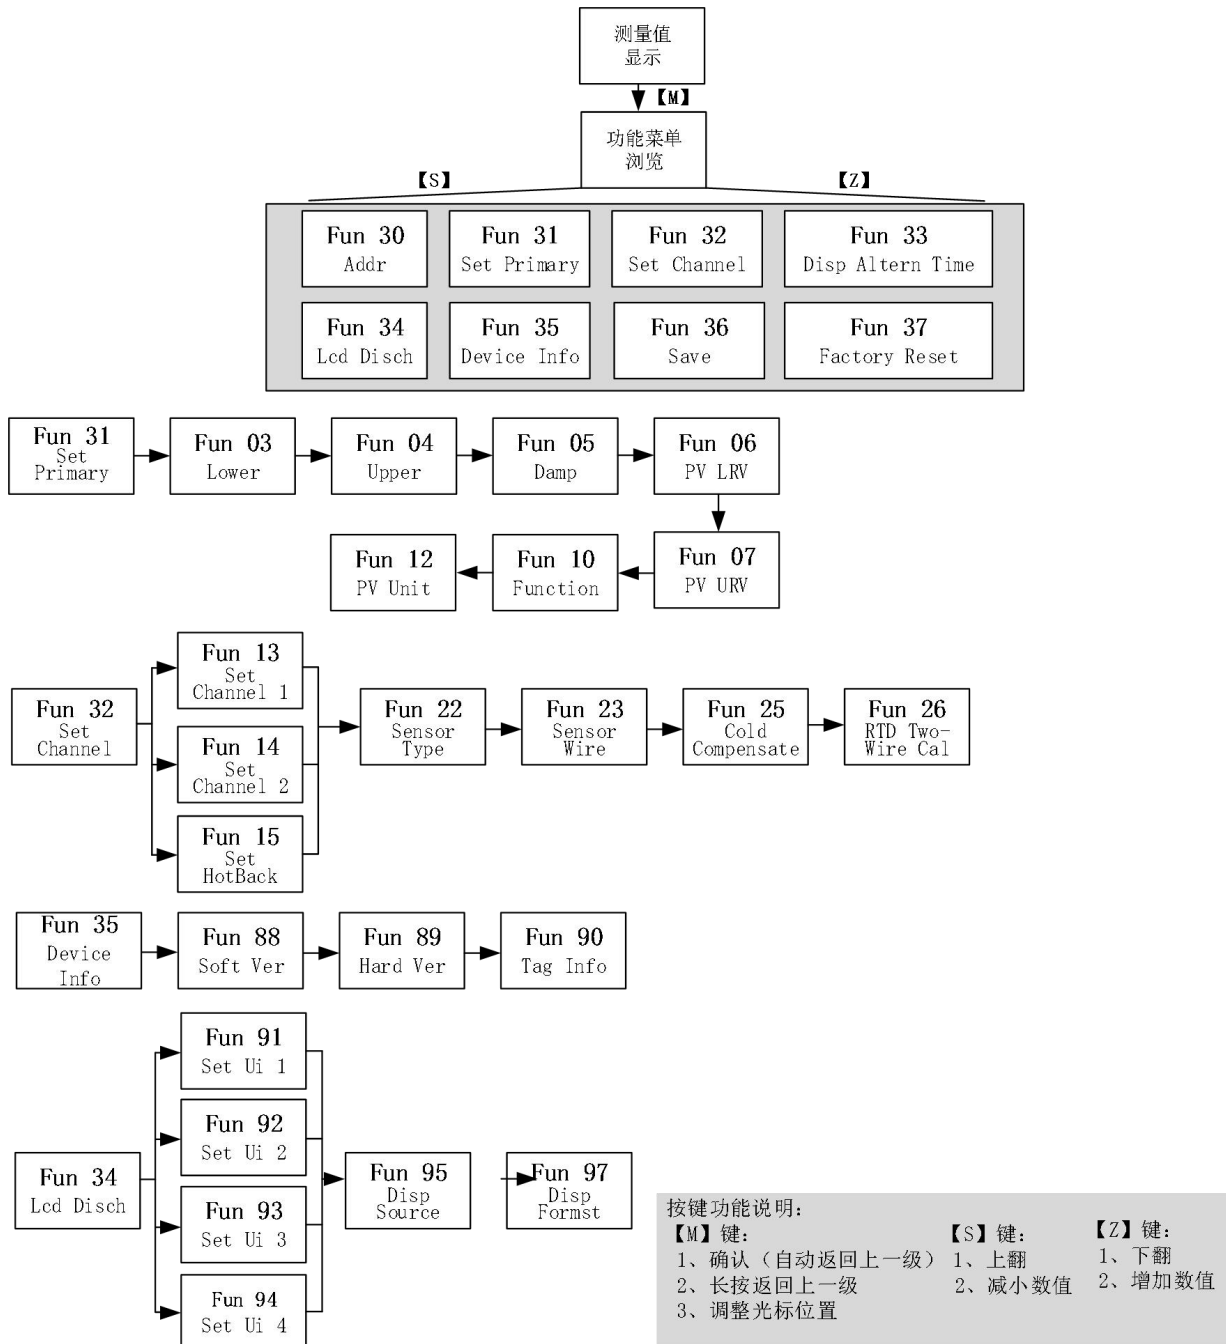 测量值
显示
【M】
功能菜单
浏览
【S】
【Z】
Fun 30
Addr
Fun 31
Set Primary
Fun 32
Set Channel
Fun 33
Disp Altern Time
Fun 34
Lcd Disch
Fun 35
Device Info
Fun 36
Save
Fun 37
Factory Reset
Fun 31
Set
Primary
Fun 03
Lower
Fun 04
Upper
Fun 05
Damp
Fun 06
PV LRV
Fun 12
PV Unit
Fun 10
Function
Fun 07
PV URV
Fun 32
Set
Channel
Fun 13
Set
Channel 1
Fun 14
Set
Channel 2
Fun 15
Set
HotBack
Fun 22
Sensor
Type
Fun 23
Sensor
Wire
Fun 25
Cold
Compensate
Fun 26
RTD Two-
Wire Cal
Fun 35
Device
Info
Fun 88
Soft Ver
Fun 89
Hard Ver
Fun 90
Tag Info
Fun 34
Lcd Disch
Fun 91
Set Ui 1
Fun 92
Set Ui 2
Fun 93
Set Ui 3
Fun 94
Set Ui 4
Fun 95
Disp
Source
Fun 97
Disp
Formst
按键功能说明：
【M】键：
1、确认（自动返回上一级）
2、长按返回上一级
3、调整光标位置
【S】键：
1、上翻
2、减小数值
【Z】键：
1、下翻
2、增加数值